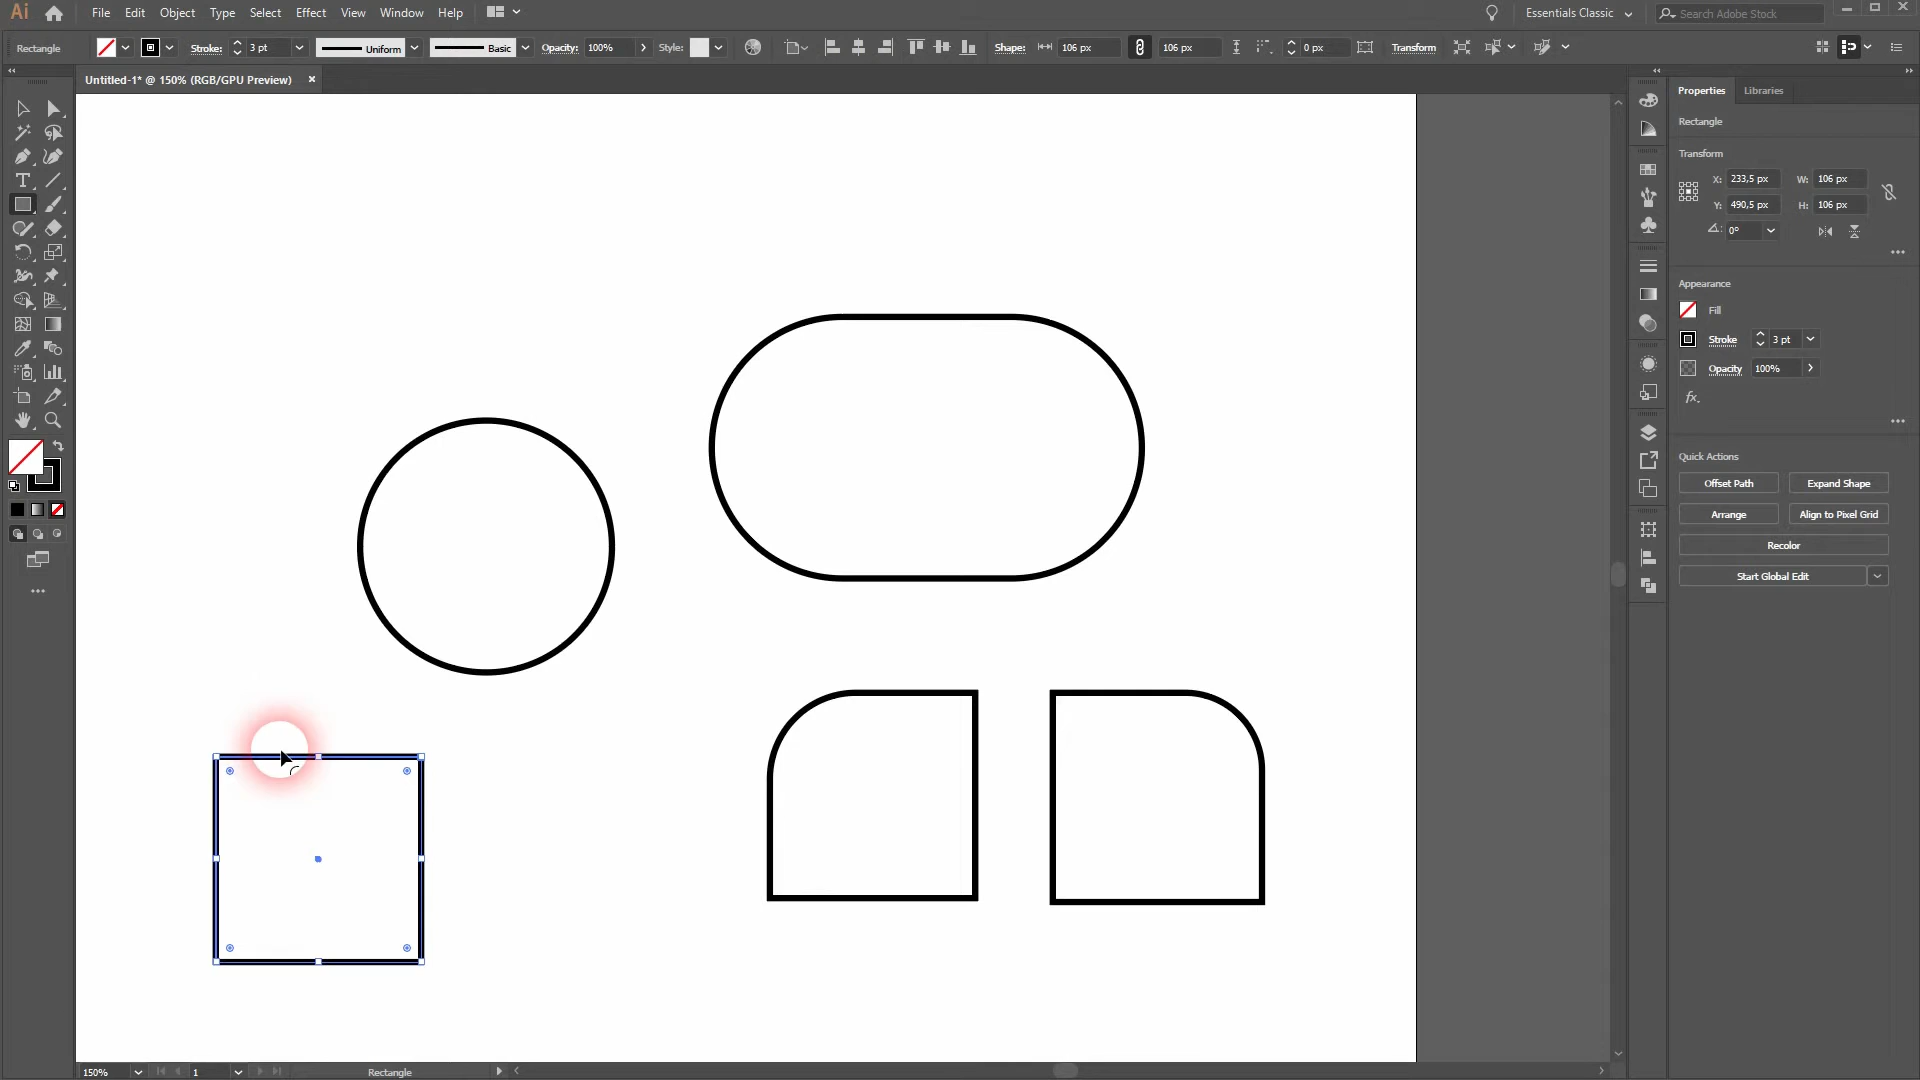 Ai File Edit Object Type Select Effect View Window Help Essentials Classic Search Adobe Stock
Rectangle Stroke: 3 pt Uniform Basic Opacity: 100% Style: Shape: 106 px 106 px 0 px Transform
Untitled-1* @ 150% (RGB/GPU Preview) ×
Properties Libraries
Rectangle
Transform
X: 233,5 px W: 106 px
Y: 490,5 px H: 106 px
0°
Appearance
Fill
Stroke 3 pt
Opacity 100%
fx.
Quick Actions
Offset Path Expand Shape
Arrange Align to Pixel Grid
Recolor
Start Global Edit
150% 1 Rectangle